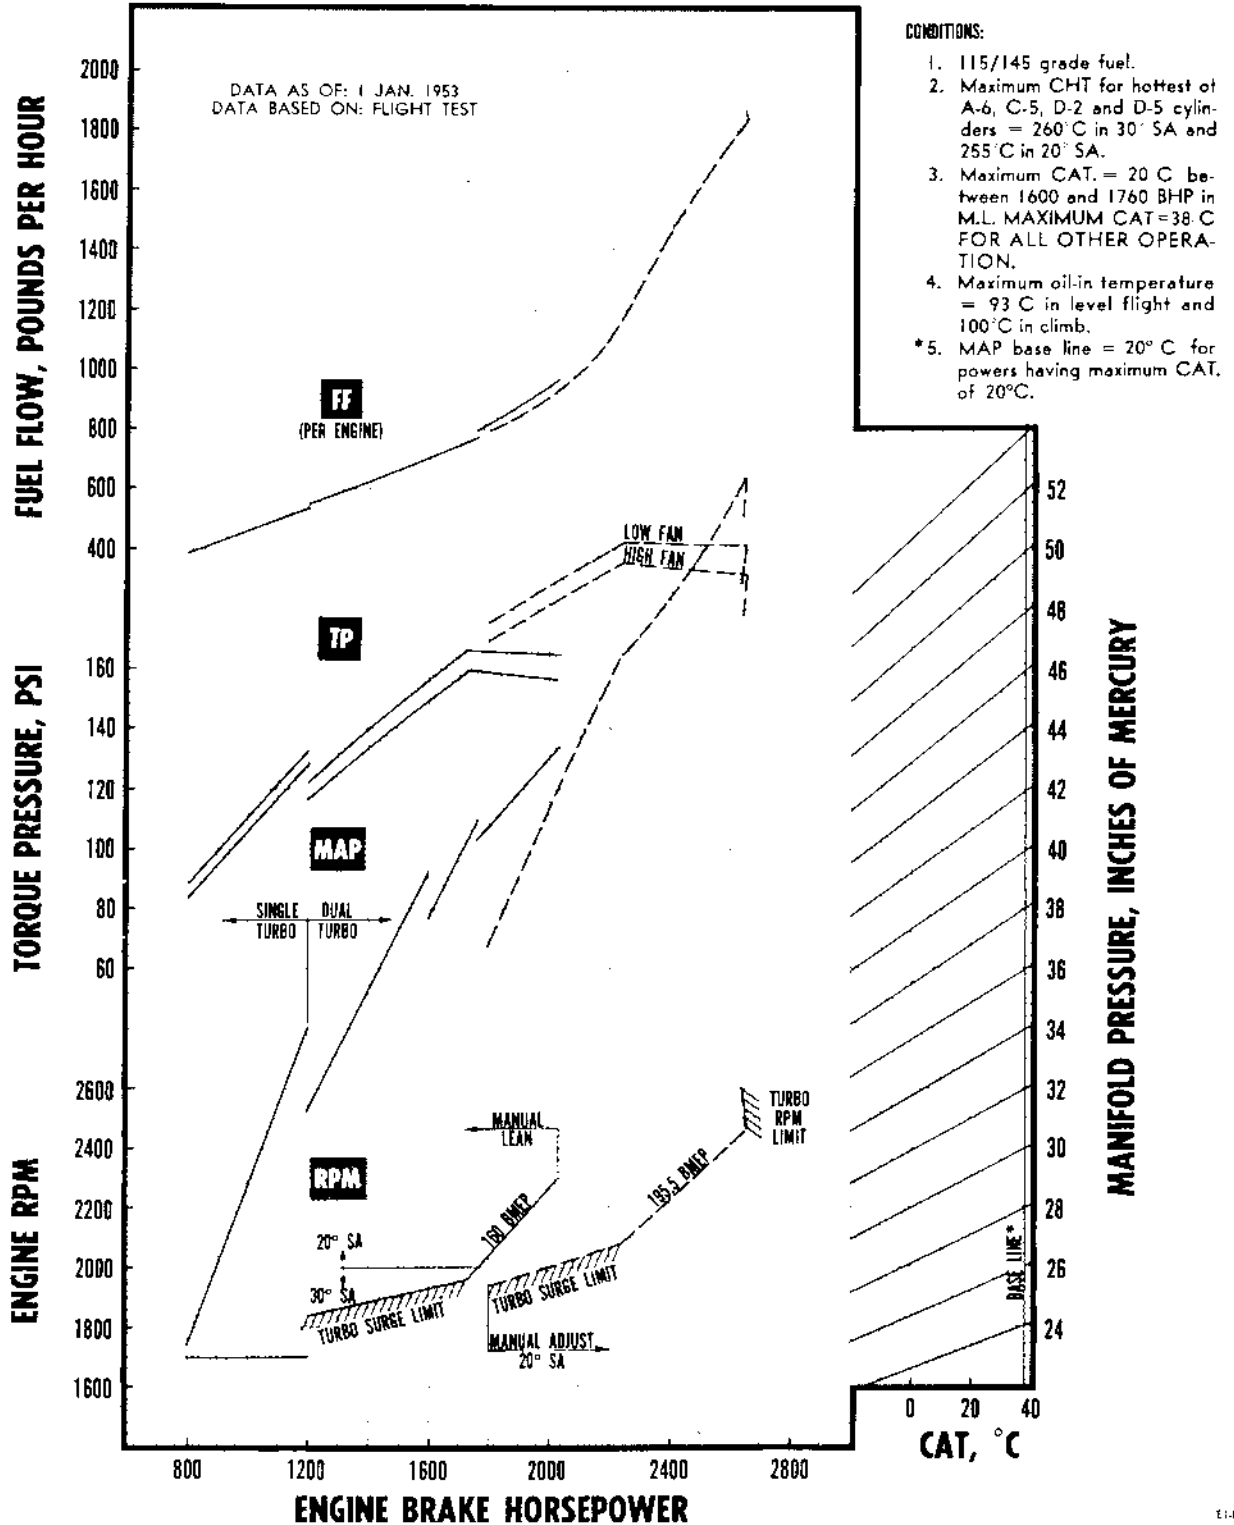 CONDITIONS:
1. 115/145 grade fuel.
2. Maximum CHT for hottest of
A-6, C-5, D-2 and D-5 cylin-
ders = 260°C in 30° SA and
255°C in 20° SA.
3. Maximum CAT. = 20 C be-
tween 1600 and 1760 BHP in
M.L. MAXIMUM CAT=38 C
FOR ALL OTHER OPERA-
TION.
4. Maximum oil-in temperature
= 93 C in level flight and
100°C in climb.
*5. MAP base line = 20° C for
powers having maximum CAT.
of 20°C.
DATA AS OF: 1 JAN. 1953
DATA BASED ON: FLIGHT TEST
FUEL FLOW, POUNDS PER HOUR
2000
1800
1600
1400
1200
1000
800
600
400
FF
(PER ENGINE)
LOW FAN
HIGH FAN
TP
TORQUE PRESSURE, PSI
160
140
120
100
80
60
MAP
SINGLE DUAL
TURBO TURBO
ENGINE RPM
2600
2400
2200
2000
1800
1600
RPM
MANUAL
LEAN
TURBO
RPM
LIMIT
160 BMEP
195.5 BMEP
20° SA
30° SA
TURBO SURGE LIMIT
TURBO SURGE LIMIT
MANUAL ADJUST
20° SA
MANIFOLD PRESSURE, INCHES OF MERCURY
52
50
48
46
44
42
40
38
36
34
32
30
28
26
24
BASE LINE*
0 20 40
CAT, °C
800 1200 1600 2000 2400 2800
ENGINE BRAKE HORSEPOWER